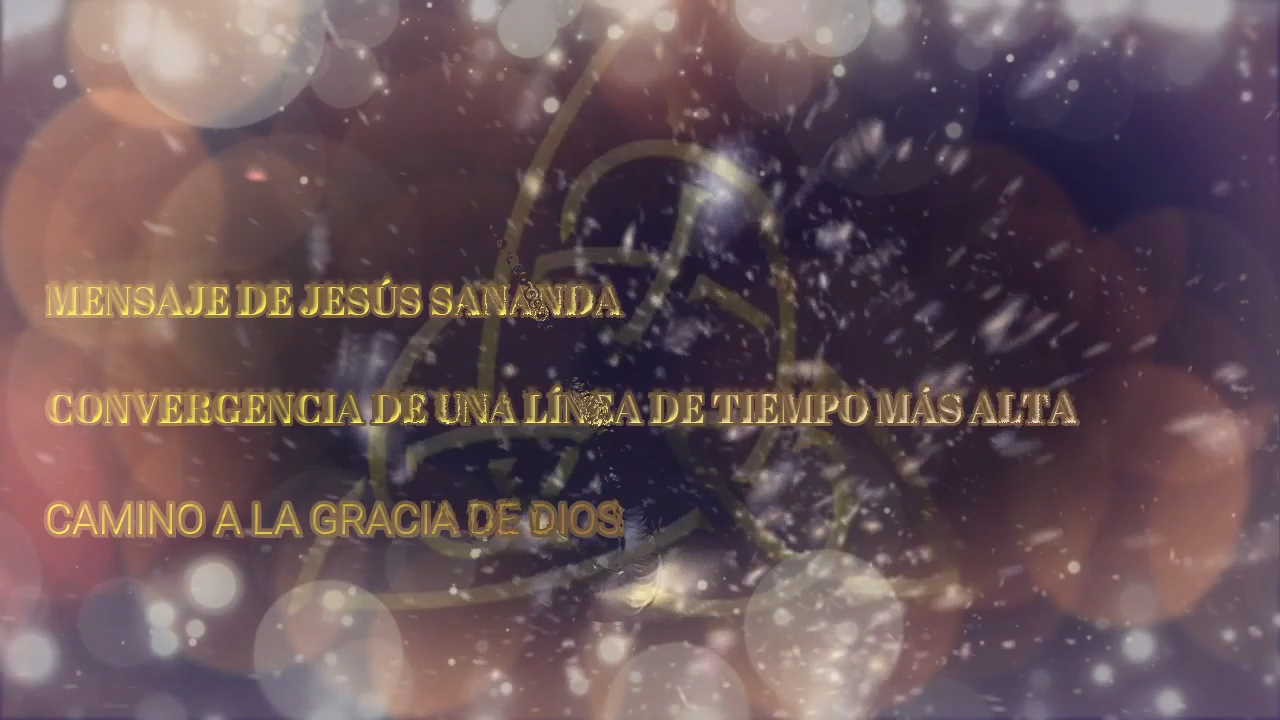 MENSAJE DE JESÚS SANANDA
CONVERGENCIA DE UNA LÍNEA DE TIEMPO MÁS ALTA
CAMINO A LA GRACIA DE DIOS